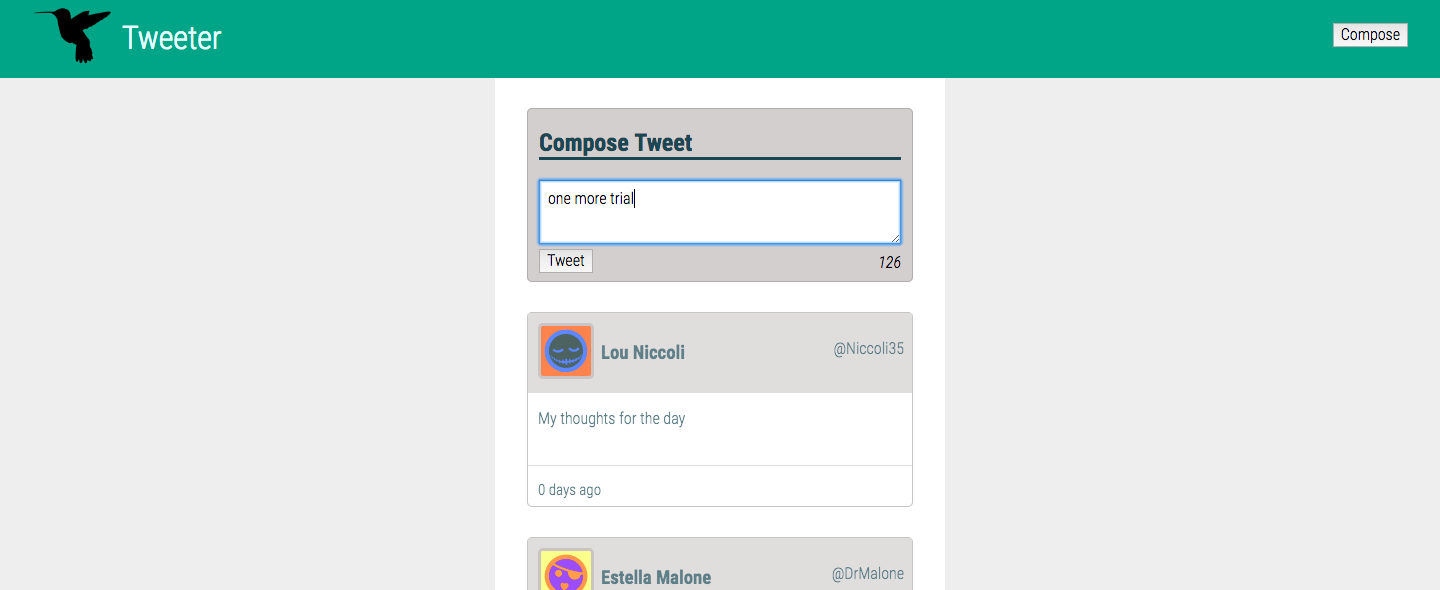 Tweeter
Compose
Compose Tweet
one more trial
Tweet
126
Lou Niccoli
@Niccoli35
My thoughts for the day
0 days ago
Estella Malone
@DrMalone